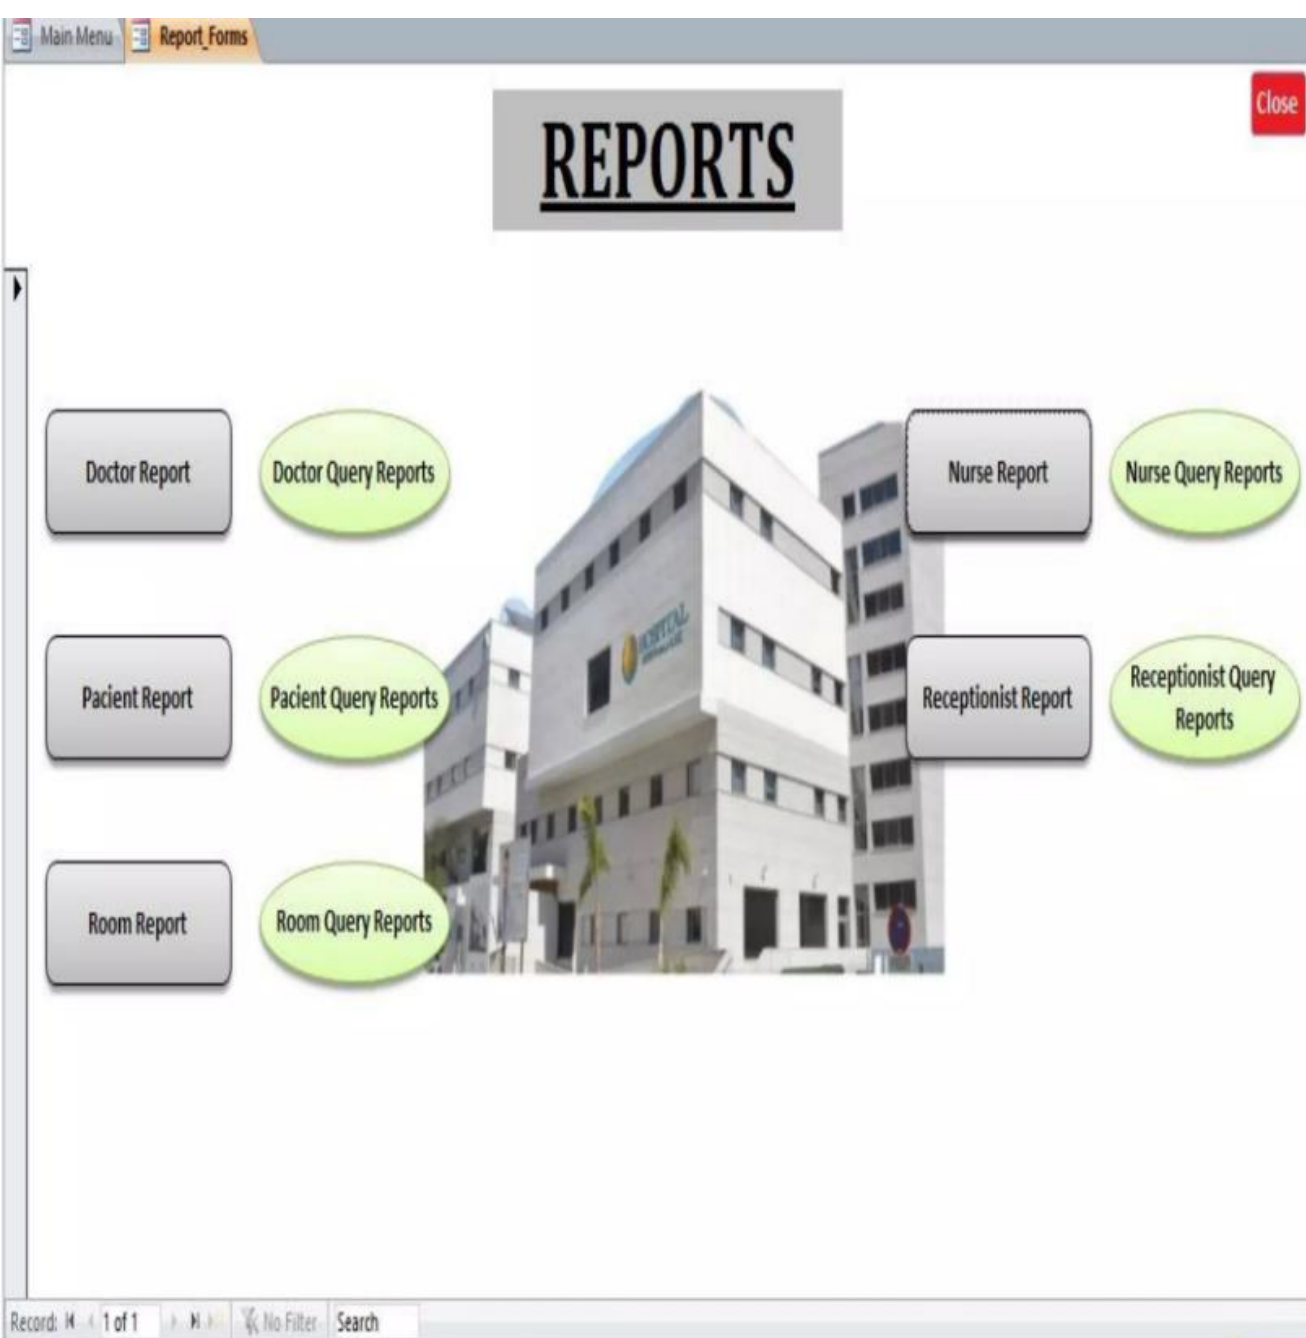 Main Menu
Report_Forms
Close
REPORTS
Doctor Report
Doctor Query Reports
Nurse Report
Nurse Query Reports
HOSPITAL
Pacient Report
Pacient Query Reports
Receptionist Report
Receptionist Query
Reports
Room Report
Room Query Reports
Record:
1 of 1
No Filter
Search